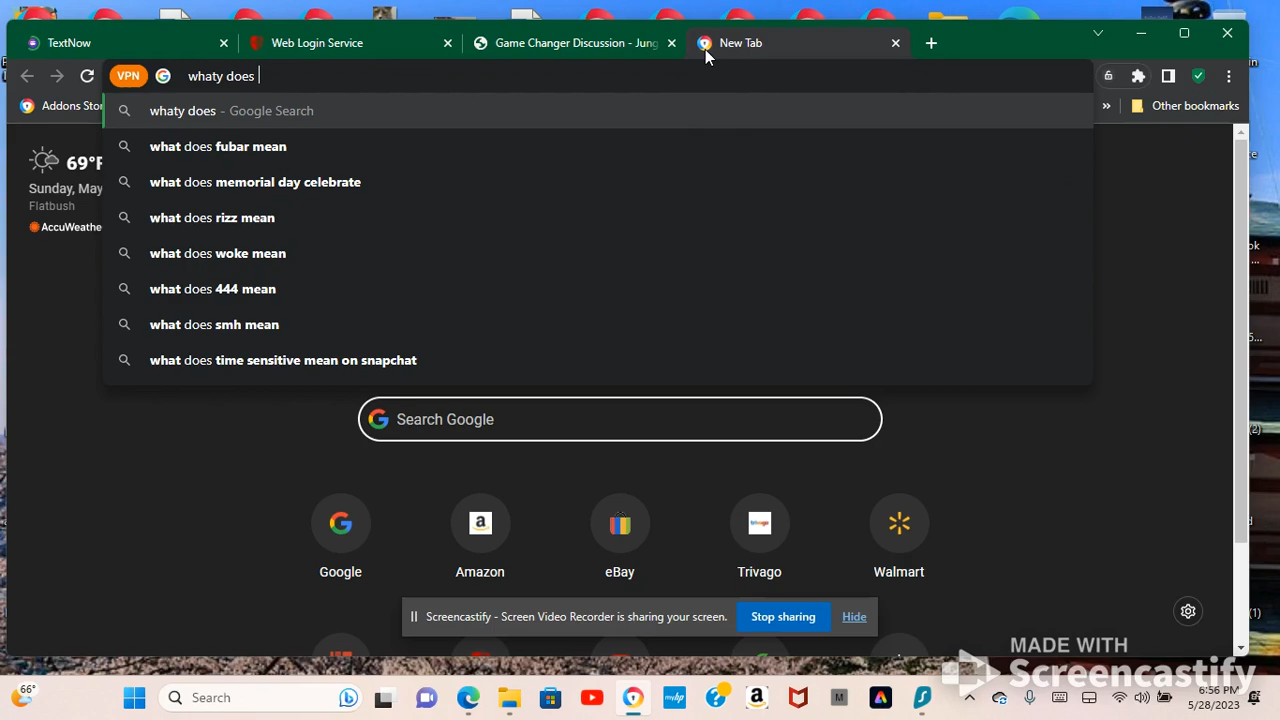 TextNow
Web Login Service
Game Changer Discussion - Jung
New Tab
VPN
whaty does
Addons Stor
Other bookmarks
whaty does - Google Search
what does fubar mean
what does memorial day celebrate
what does rizz mean
what does woke mean
what does 444 mean
what does smh mean
what does time sensitive mean on snapchat
69°F
Sunday, May
Flatbush
AccuWeathe
Search Google
Google
Amazon
eBay
Trivago
Walmart
Screencastify - Screen Video Recorder is sharing your screen.
Stop sharing
Hide
MADE WITH
Screencastify
66°
Search
6:56 PM
5/28/2023